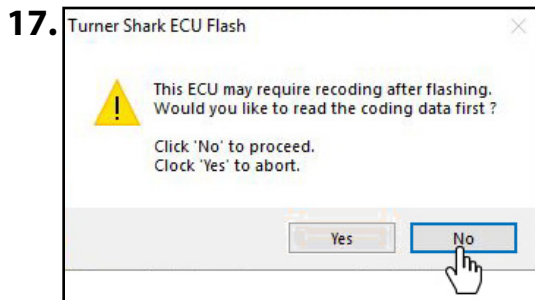 17.
Turner Shark ECU Flash
This ECU may require recoding after flashing.
Would you like to read the coding data first ?
Click 'No' to proceed.
Clock 'Yes' to abort.
Yes No